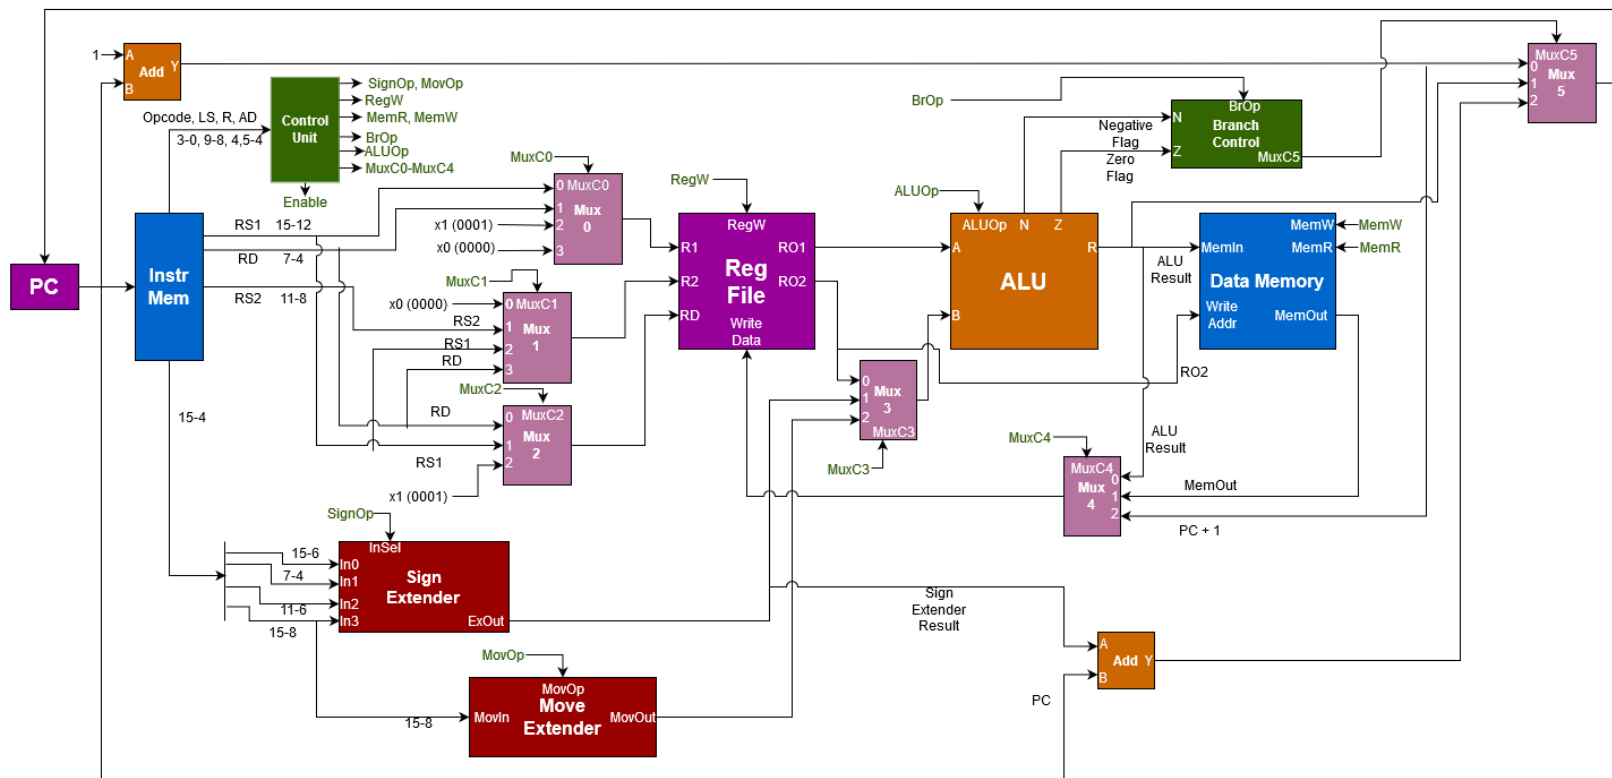 1
A
B
Add
Y
Opcode, LS, R, AD
3-0, 9-8, 4,5-4
Control
Unit
SignOp, MovOp
RegW
MemR, MemW
BrOp
ALUOp
MuxC0-MuxC4
Enable
PC
Instr
Mem
RS1 15-12
RD 7-4
RS2 11-8
15-4
MuxC0
0 MuxC0
1
2
3
Mux
0
x1 (0001)
x0 (0000)
MuxC1
0 MuxC1
1
2
3
Mux
1
x0 (0000)
RS2
RS1
RD
MuxC2
0 MuxC2
1
2
Mux
2
RD
RS1
x1 (0001)
RegW
RegW
R1
R2
RD
Reg
File
RO1
RO2
Write
Data
ALUOp
ALUOp
N
Z
A
B
R
ALU
Mux
3
0
1
2
MuxC3
MuxC3
BrOp
Negative
Flag
Zero
Flag
BrOp
N
Z
Branch
Control
MuxC5
MuxC5
0
1
2
Mux
5
ALU
Result
MemW
MemR
MemW
MemR
MemIn
Data Memory
Write
Addr
MemOut
RO2
ALU
Result
MuxC4
MuxC4
Mux
4
0
1
2
MemOut
PC + 1
SignOp
InSel
In0
In1
In2
In3
Sign
Extender
ExOut
15-6
7-4
11-6
15-8
Sign
Extender
Result
MovOp
MovOp
Move
Extender
MovIn
MovOut
15-8
PC
A
B
Add
Y